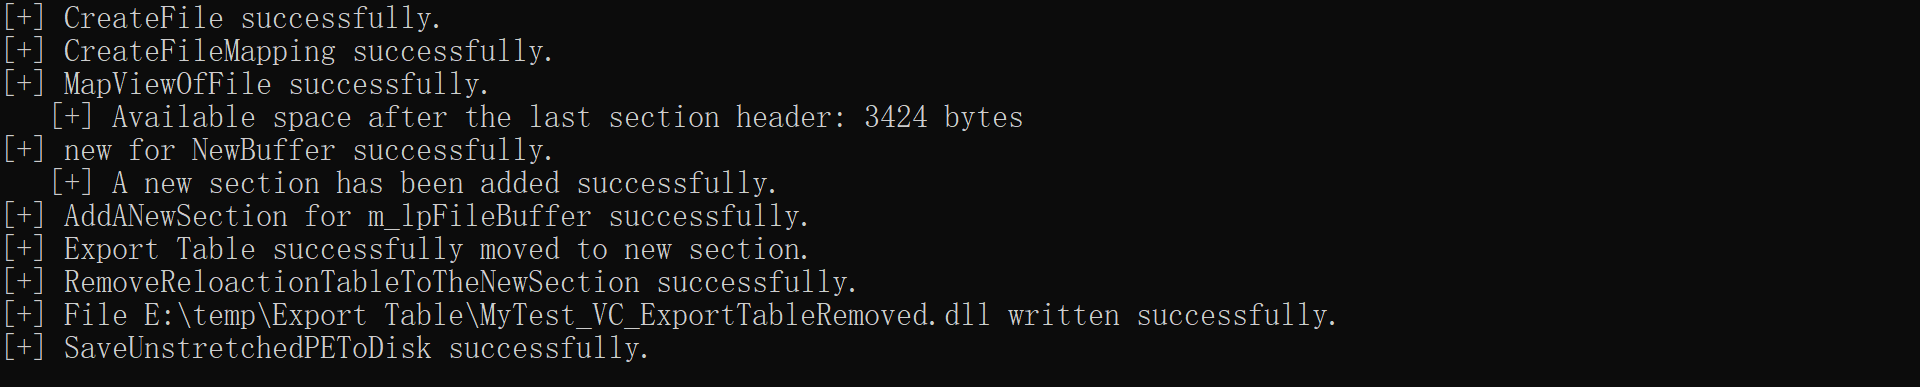 [+] CreateFile successfully.
[+] CreateFileMapping successfully.
[+] MapViewOfFile successfully.
[+] Available space after the last section header: 3424 bytes
[+] new for NewBuffer successfully.
[+] A new section has been added successfully.
[+] AddANewSection for m_lpFileBuffer successfully.
[+] Export Table successfully moved to new section.
[+] RemoveReloactionTableToTheNewSection successfully.
[+] File E:\temp\Export Table\MyTest_VC_ExportTableRemoved.dll written successfully.
[+] SaveUnstretchedPEToDisk successfully.